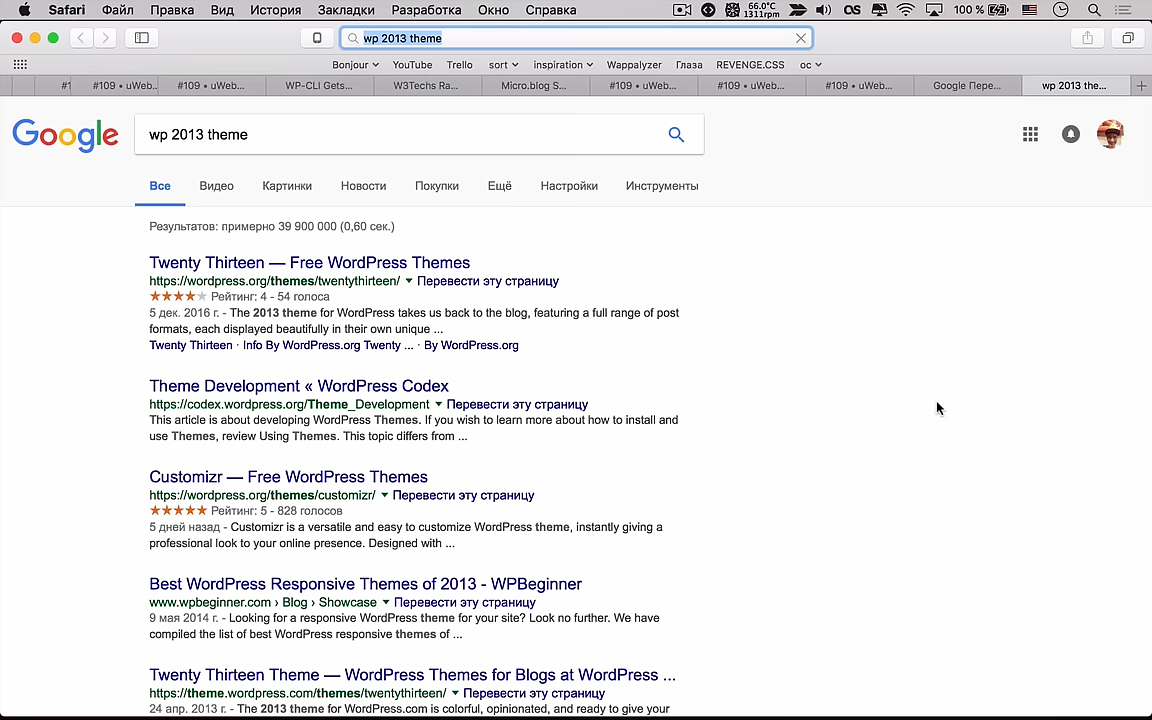 Safari Файл Правка Вид История Закладки Разработка Окно Справка 66.0°C 1311rpm 100 %
wp 2013 theme
Bonjour YouTube Trello sort inspiration Wappalyzer Глаза REVENGE.CSS ос
#1 #109 • uWeb... #109 • uWeb... WP-CLI Gets... W3Techs Ra... Micro.blog S... #109 • uWeb... #109 • uWeb... #109 • uWeb... Google Пере... wp 2013 the...
Google wp 2013 theme
Все Видео Картинки Новости Покупки Ещё Настройки Инструменты
Результатов: примерно 39 900 000 (0,60 сек.)
Twenty Thirteen — Free WordPress Themes
https://wordpress.org/themes/twentythirteen/ Перевести эту страницу
Рейтинг: 4 - 54 голоса
5 дек. 2016 г. - The 2013 theme for WordPress takes us back to the blog, featuring a full range of post
formats, each displayed beautifully in their own unique ...
Twenty Thirteen · Info By WordPress.org Twenty ... · By WordPress.org
Theme Development « WordPress Codex
https://codex.wordpress.org/Theme_Development Перевести эту страницу
This article is about developing WordPress Themes. If you wish to learn more about how to install and
use Themes, review Using Themes. This topic differs from ...
Customizr — Free WordPress Themes
https://wordpress.org/themes/customizr/ Перевести эту страницу
Рейтинг: 5 - 828 голосов
5 дней назад - Customizr is a versatile and easy to customize WordPress theme, instantly giving a
professional look to your online presence. Designed with ...
Best WordPress Responsive Themes of 2013 - WPBeginner
www.wpbeginner.com › Blog › Showcase Перевести эту страницу
9 мая 2014 г. - Looking for a responsive WordPress theme for your site? Look no further. We have
compiled the list of best WordPress responsive themes of ...
Twenty Thirteen Theme — WordPress Themes for Blogs at WordPress ...
https://theme.wordpress.com/themes/twentythirteen/ Перевести эту страницу
24 апр. 2013 г. - The 2013 theme for WordPress.com is colorful, opinionated, and ready to give your